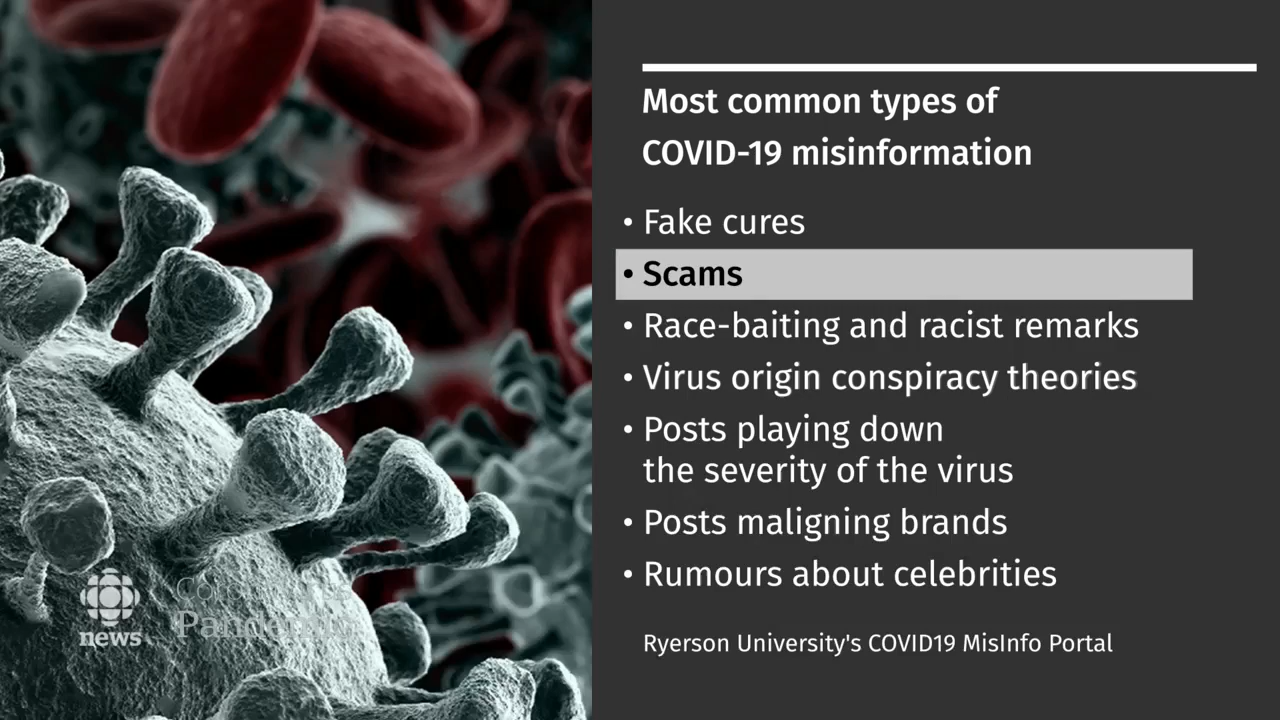 Most common types of
COVID-19 misinformation
• Fake cures
• Scams
• Race-baiting and racist remarks
• Virus origin conspiracy theories
• Posts playing down
the severity of the virus
• Posts maligning brands
• Rumours about celebrities
Ryerson University's COVID19 MisInfo Portal
news
Pandemic